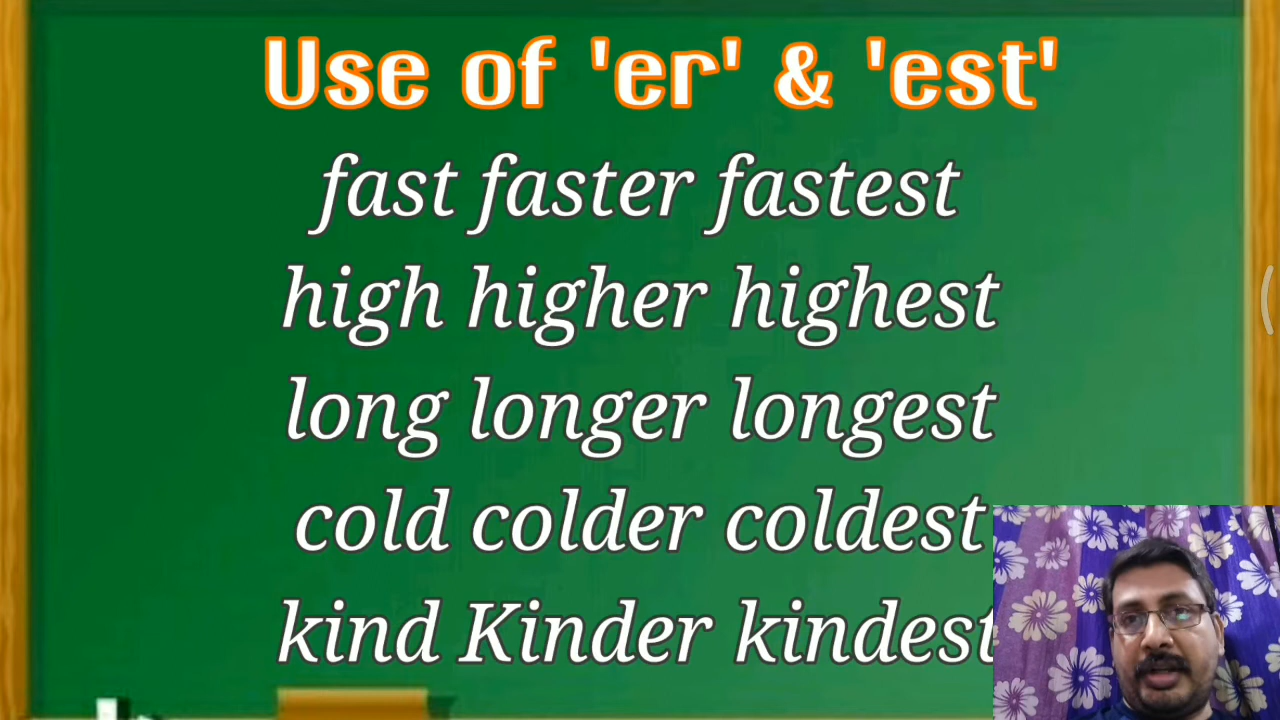 Use of 'er' & 'est'
fast faster fastest
high higher highest
long longer longest
cold colder coldest
kind Kinder kindest